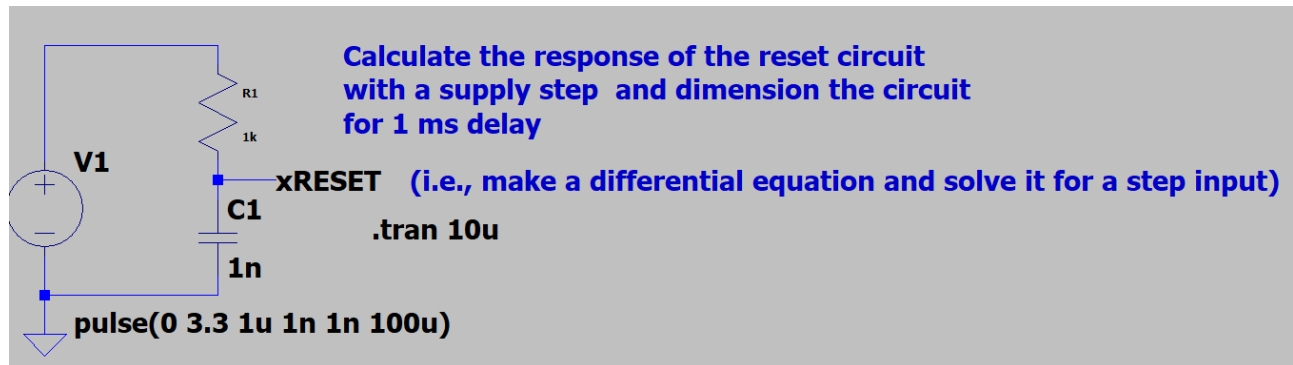 Calculate the response of the reset circuit
with a supply step and dimension the circuit
for 1 ms delay
R1
1k
V1
xRESET (i.e., make a differential equation and solve it for a step input)
C1
.tran 10u
1n
pulse(0 3.3 1u 1n 1n 100u)